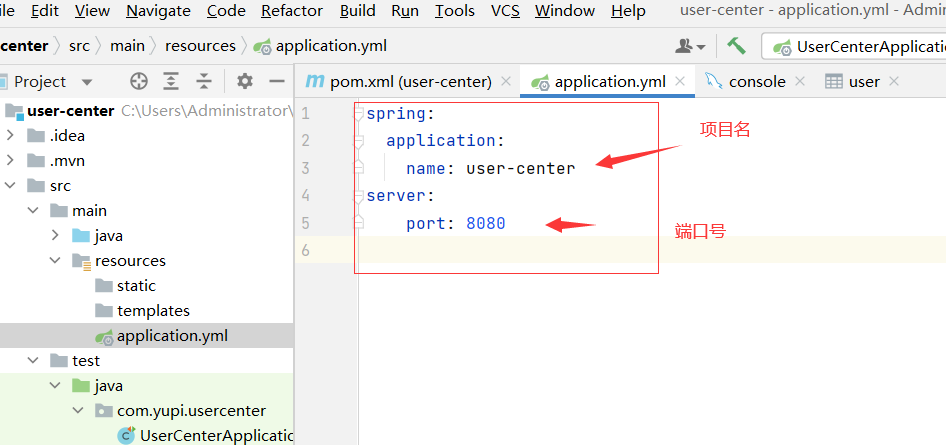 ile Edit View Navigate Code Refactor Build Run Tools VCS Window Help user-center - application.yml - Admi
center src main resources application.yml UserCenterApplicatio
Project pom.xml (user-center) application.yml console user
user-center C:\Users\Administrator\
.idea
.mvn
src
main
java
resources
static
templates
application.yml
test
java
com.yupi.usercenter
UserCenterApplicatio
1 spring:
2 application:
3 name: user-center
4 server:
5 port: 8080
6
项目名
端口号